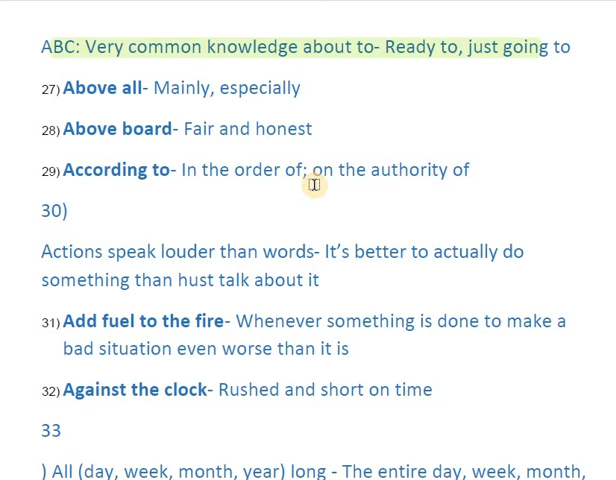 ABC: Very common knowledge about to- Ready to, just going to
27) Above all- Mainly, especially
28) Above board- Fair and honest
29) According to- In the order of; on the authority of
30)
Actions speak louder than words- It’s better to actually do
something than hust talk about it
31) Add fuel to the fire- Whenever something is done to make a
bad situation even worse than it is
32) Against the clock- Rushed and short on time
33
) All (day, week, month, year) long - The entire day, week, month,